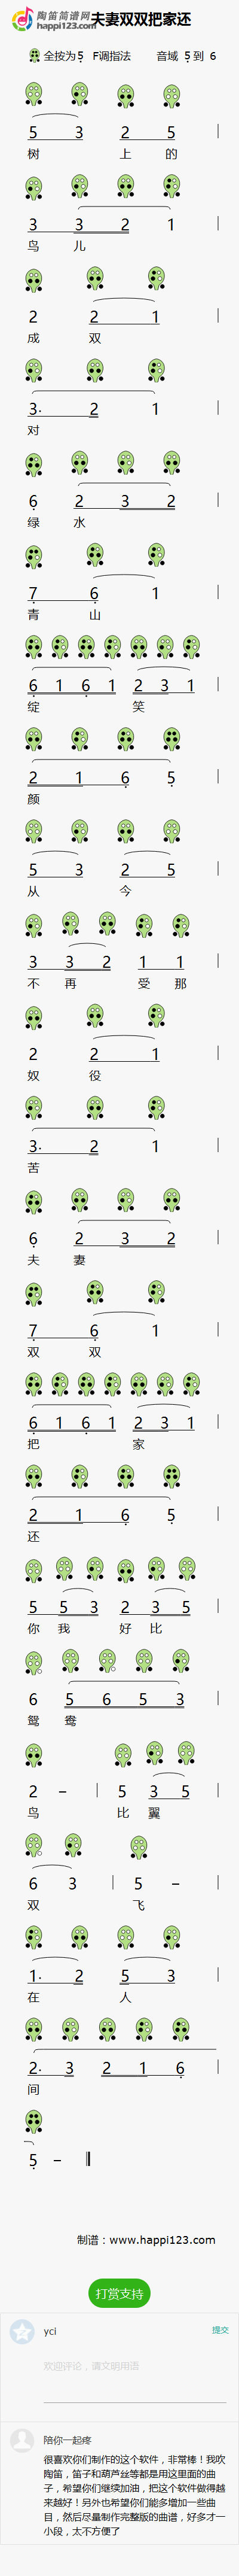 陶笛简谱网
happi123.com
夫妻双双把家还
全按为5̣ F调指法 音域 5̣ 到 6
5 3 2 5 |
树 上 的
3 3 2 1 |
鸟 儿
2 2 1 |
成 双
3· 2 1 |
对
6̣ 2 3 2 |
绿 水
7̣ 6̣ 1 |
青 山
6̣ 1 6̣ 1 2 3 1 |
绽 笑
2 1 6̣ 5̣ |
颜
5 3 2 5 |
从 今
3 3 2 1 1 |
不 再 受 那
2 2 1 |
奴 役
3· 2 1 |
苦
6̣ 2 3 2 |
夫 妻
7̣ 6̣ 1 |
双 双
6̣ 1 6̣ 1 2 3 1 |
把 家
2 1 6̣ 5̣ |
还
5 5 3 2 3 5 |
你 我 好 比
6 5 6 5 3 |
鸳 鸯
2 – | 5 3 5 |
鸟 比 翼
6 3 | 5 – |
双 飞
1· 2 5 3 |
在 人
2· 3 2 1 6̣ |
间
5̣ –
制谱：www.happi123.com
打赏支持
yci 提交
欢迎评论，请文明用语
陪你一起疼
很喜欢你们制作的这个软件，非常棒！我吹
陶笛，笛子和葫芦丝等都是用这里面的曲
子，希望你们继续加油，把这个软件做得越
来越好！另外也希望你们能多增加一些曲
目，然后尽量制作完整版的曲谱，好多才一
小段，太不方便了